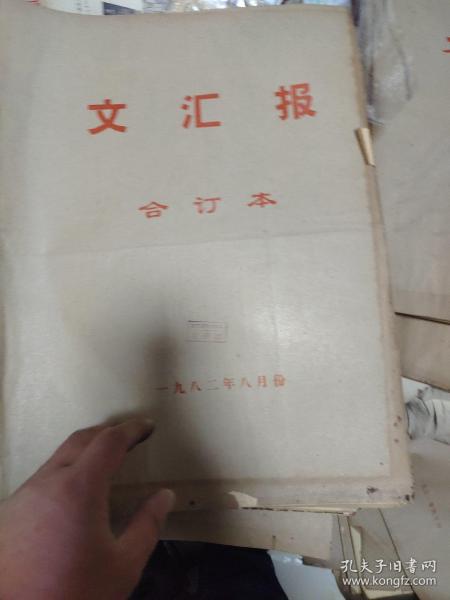 文汇报
合订本
一九八二年八月份
孔夫子旧书网
www.kongfz.com